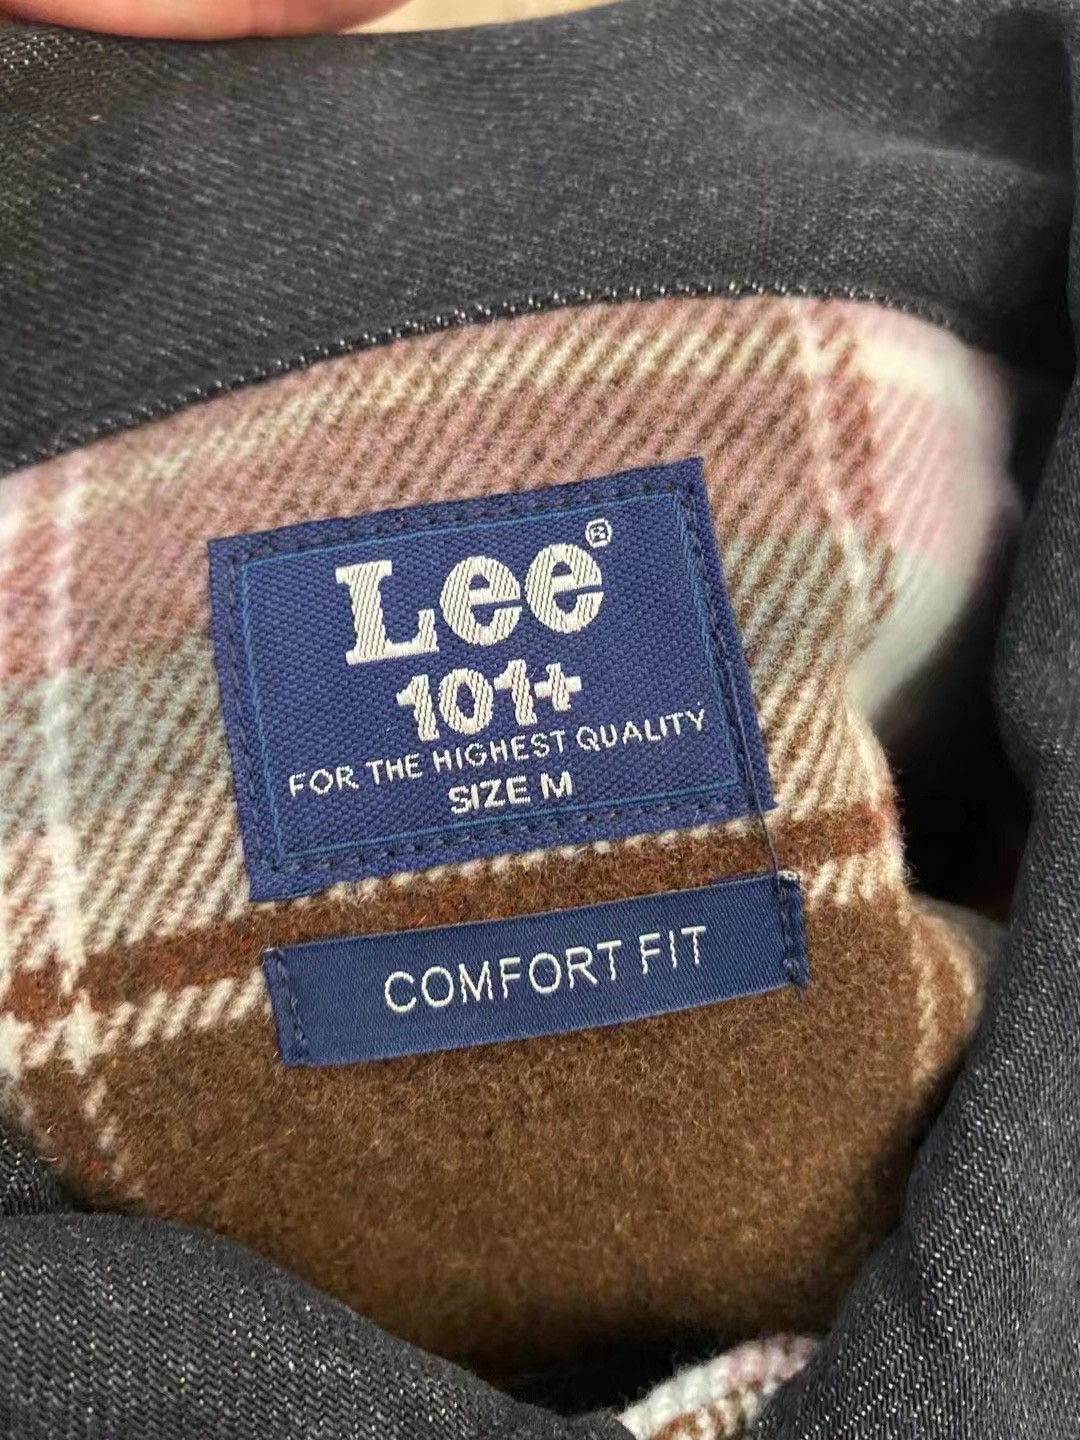 Lee®
101+
FOR THE HIGHEST QUALITY
SIZE M
COMFORT FIT